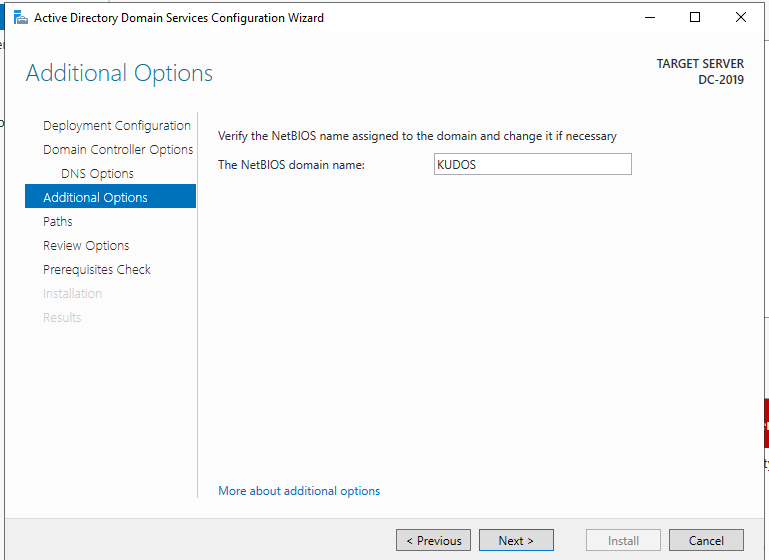 Active Directory Domain Services Configuration Wizard
Additional Options
TARGET SERVER
DC-2019
Deployment Configuration
Domain Controller Options
DNS Options
Additional Options
Paths
Review Options
Prerequisites Check
Installation
Results
Verify the NetBIOS name assigned to the domain and change it if necessary
The NetBIOS domain name: KUDOS
More about additional options
< Previous Next > Install Cancel